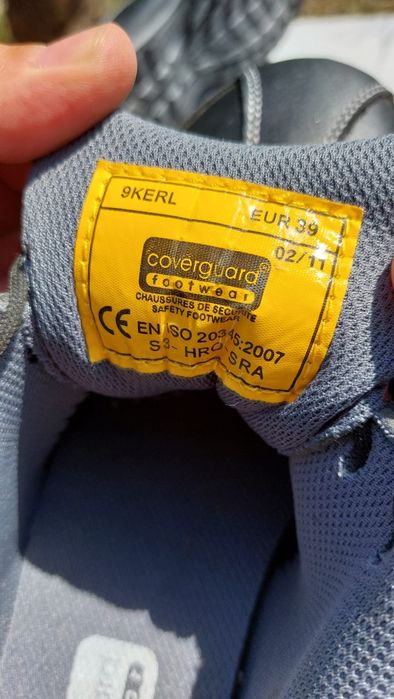 9KERL
EUR 39
02/11
coverguard®
footwear
CHAUSSURES DE SECURITE
SAFETY FOOTWEAR
CE EN ISO 20345:2007
S3- HRO SRA